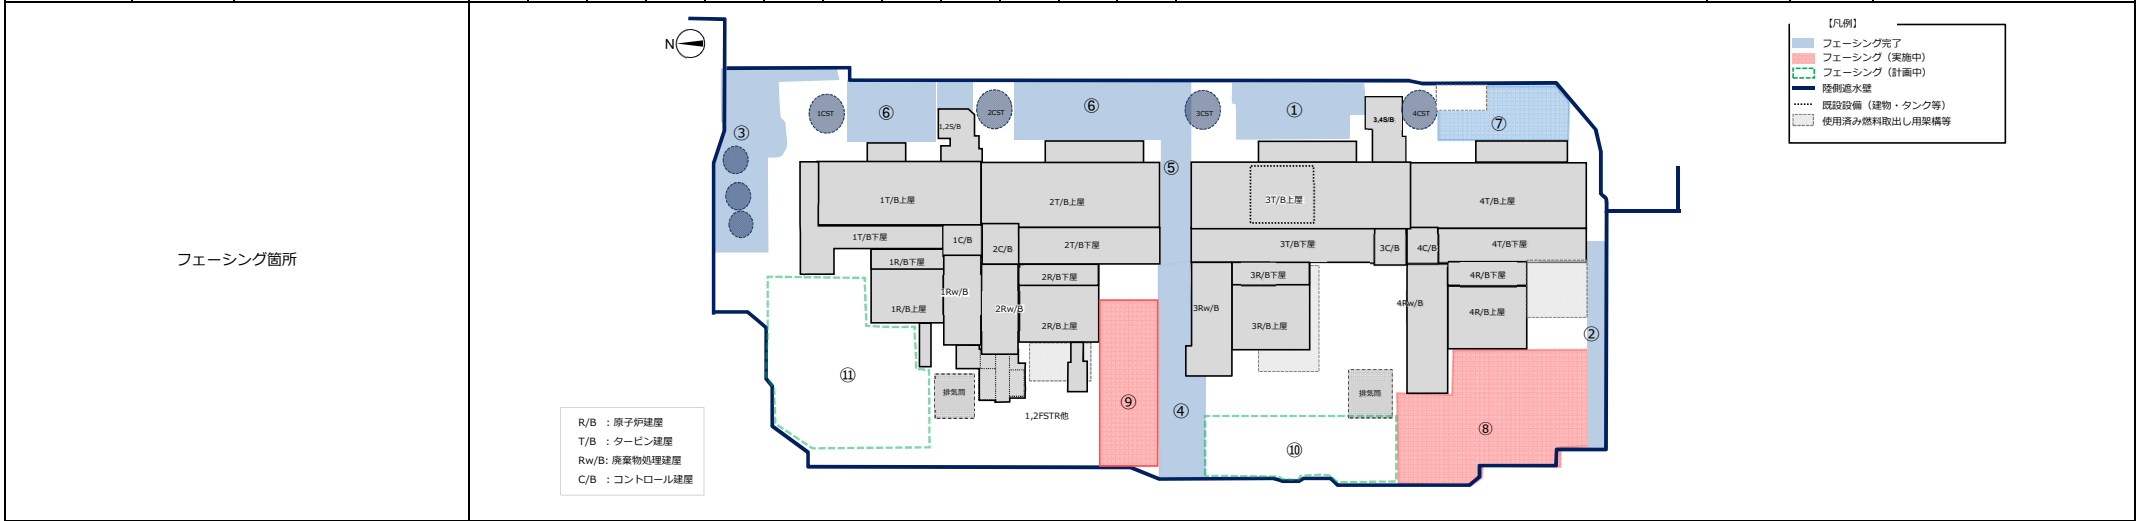 フェーシング箇所
N
【凡例】
フェーシング完了
フェーシング（実施中）
フェーシング（計画中）
陸側遮水壁
既設設備（建物・タンク等）
使用済み燃料取出し用架構等
③
1CST
⑥
1,2S/B
2CST
⑥
3CST
①
3,4S/B
4CST
⑦
⑤
1T/B上屋
2T/B上屋
3T/B上屋
4T/B上屋
1T/B下屋
1C/B
2C/B
2T/B下屋
3T/B下屋
3C/B
4C/B
4T/B下屋
1R/B下屋
2R/B下屋
3R/B下屋
4R/B下屋
1R/B上屋
1Rw/B
2Rw/B
2R/B上屋
3Rw/B
3R/B上屋
4Rw/B
4R/B上屋
②
⑪
排気筒
1,2FSTR他
⑨
④
排気筒
⑩
⑧
R/B ：原子炉建屋
T/B ：タービン建屋
Rw/B: 廃棄物処理建屋
C/B ：コントロール建屋